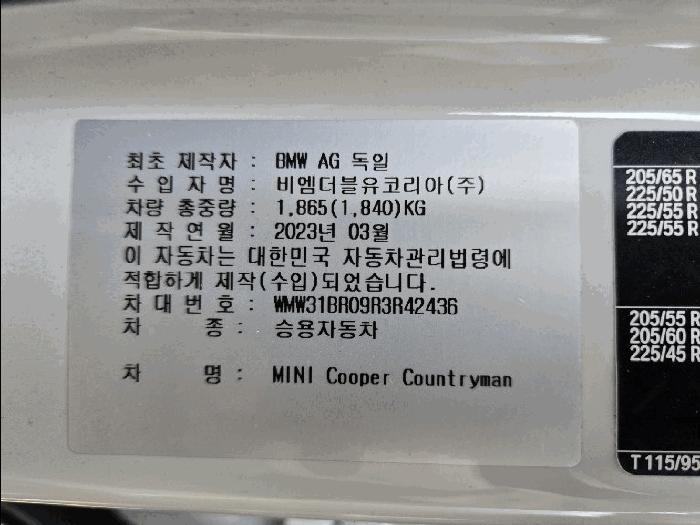 최초 제작자 : BMW AG 독일
수 입 자 명 : 비엠더블유코리아(주)
차량 총중량 : 1,865(1,840)KG
제 작 연 월 : 2023년 03월
이 자동차는 대한민국 자동차관리법령에
적합하게 제작(수입)되었습니다.
차 대 번 호 : WMW31BR09R3R42436
차 종 : 승용자동차
차 명 : MINI Cooper Countryman
205/65 R
225/50 R
225/55 R
225/55 R
205/55 R
205/60 R
225/45 R
T 115/95